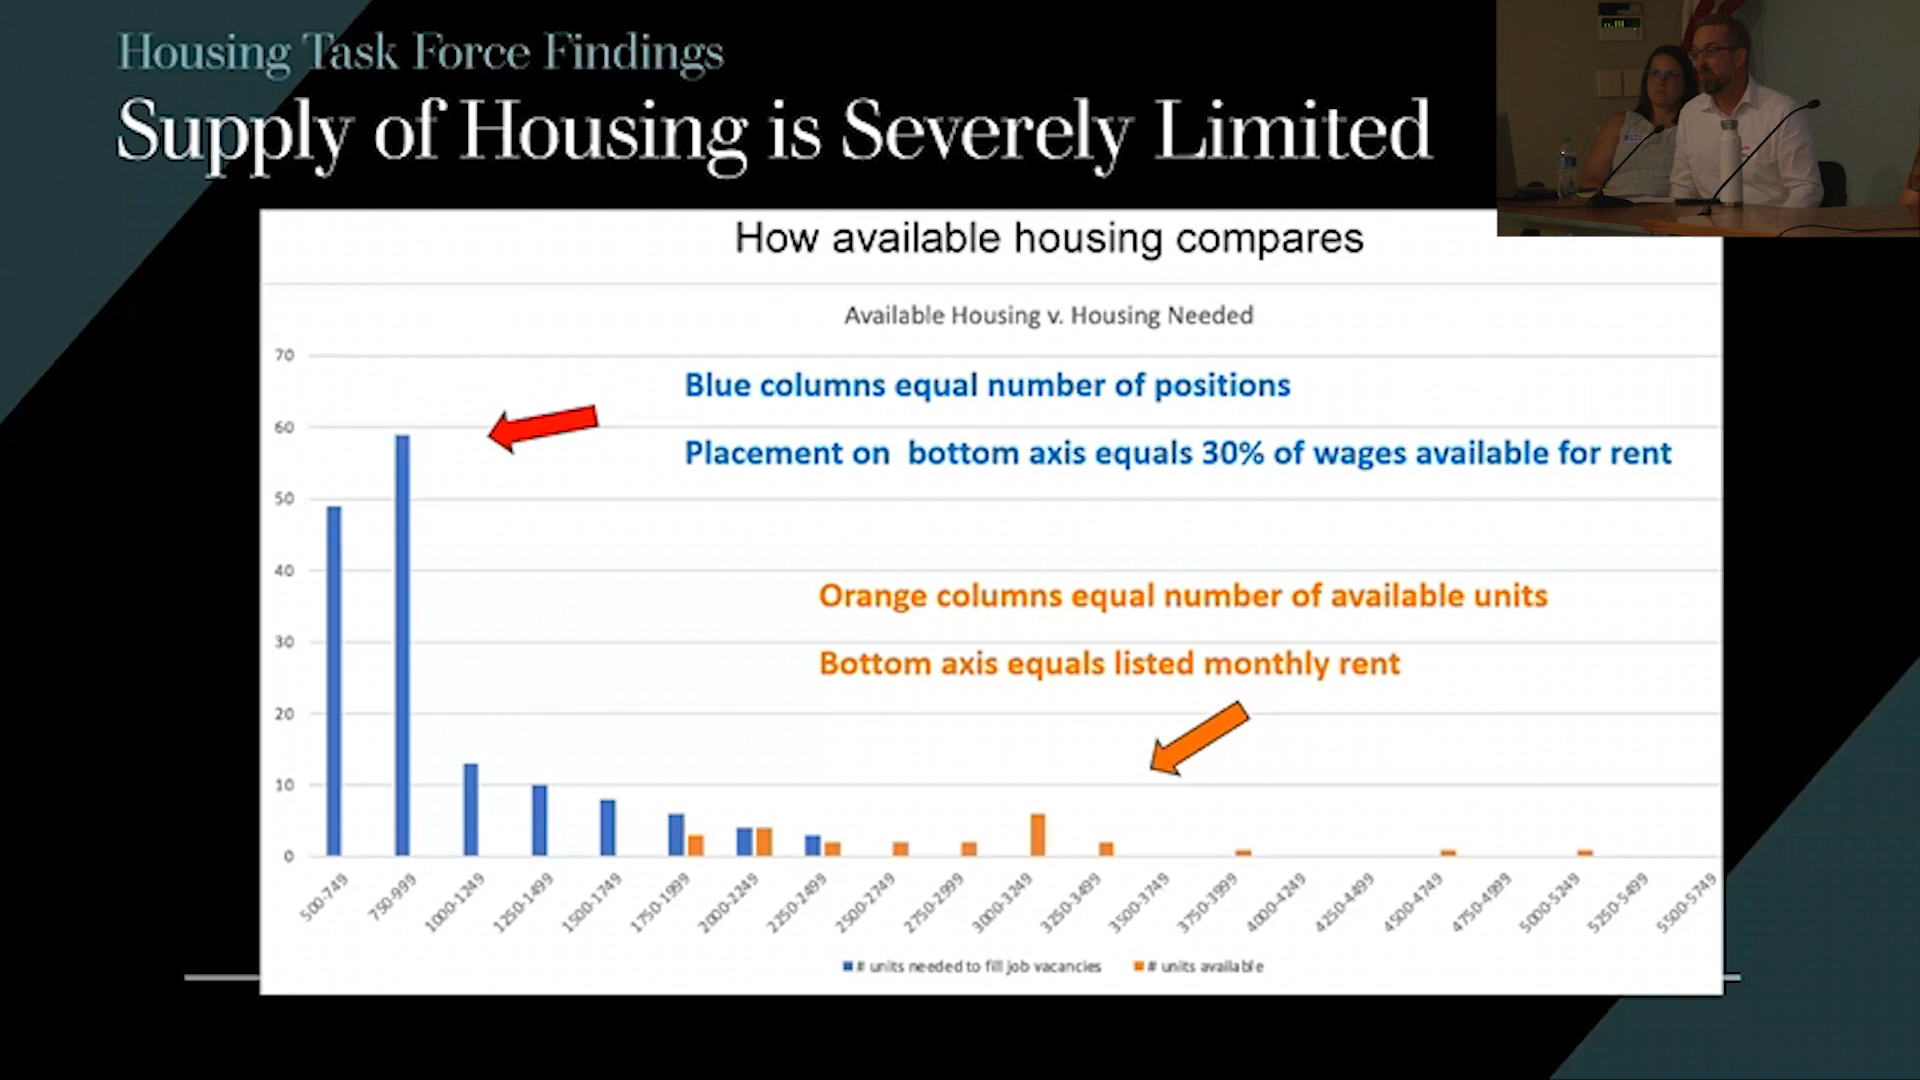 Housing Task Force Findings
Supply of Housing is Severely Limited
How available housing compares
Available Housing v. Housing Needed
70
60
50
40
30
20
10
0
Blue columns equal number of positions
Placement on bottom axis equals 30% of wages available for rent
Orange columns equal number of available units
Bottom axis equals listed monthly rent
500-749
750-999
1000-1249
1250-1499
1500-1749
1750-1999
2000-2249
2250-2499
2500-2749
2750-2999
3000-3249
3250-3499
3500-3749
3750-3999
4000-4249
4250-4499
4500-4749
4750-4999
5000-5249
5250-5499
5500-5749
# units needed to fill job vacancies
# units available